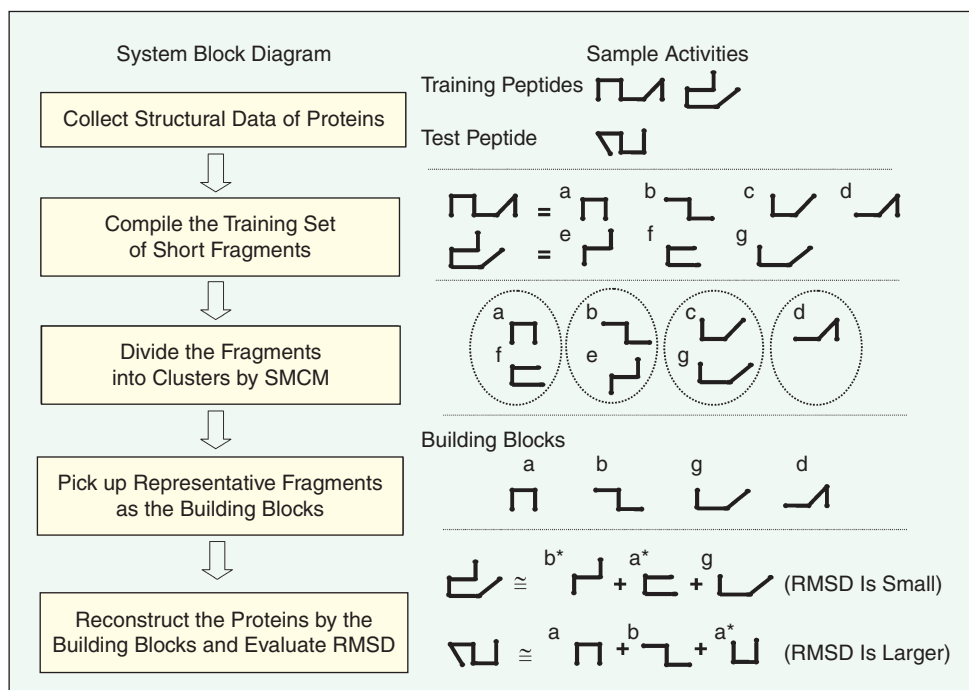 System Block Diagram
Sample Activities
Collect Structural Data of Proteins
Training Peptides
Test Peptide
Compile the Training Set
of Short Fragments
= a b c d
= e f g
Divide the Fragments
into Clusters by SMCM
a b c d
f e g
Pick up Representative Fragments
as the Building Blocks
Building Blocks
a b g d
Reconstruct the Proteins by the
Building Blocks and Evaluate RMSD
≅ b* + a* + g (RMSD Is Small)
≅ a + b + a* (RMSD Is Larger)